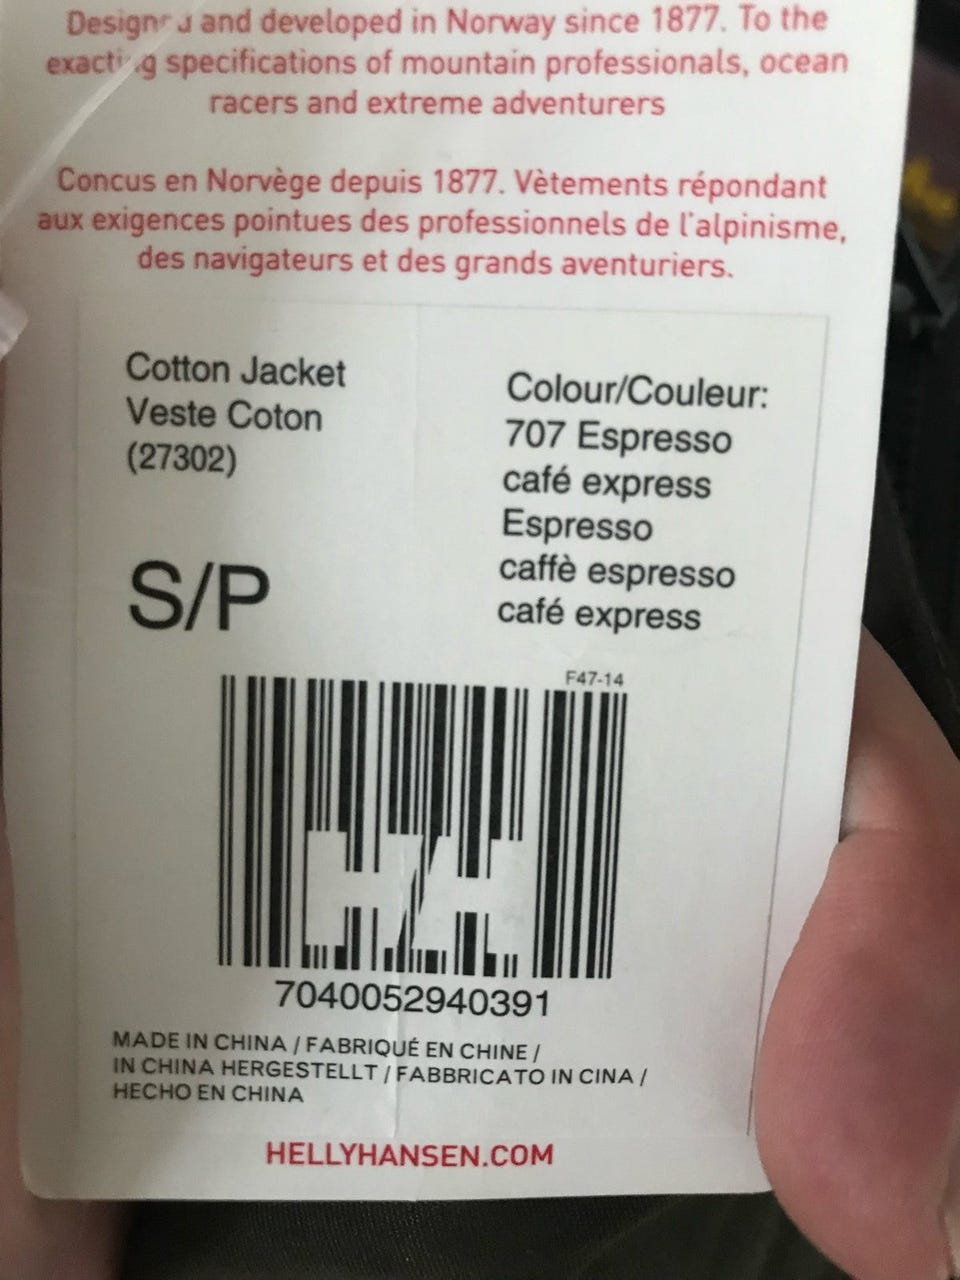 Designed and developed in Norway since 1877. To the
exacting specifications of mountain professionals, ocean
racers and extreme adventurers
Concus en Norvège depuis 1877. Vètements répondant
aux exigences pointues des professionnels de l'alpinisme,
des navigateurs et des grands aventuriers.
Cotton Jacket
Veste Coton
(27302)
S/P
Colour/Couleur:
707 Espresso
café express
Espresso
caffè espresso
café express
F47-14
HH
7040052940391
MADE IN CHINA / FABRIQUÉ EN CHINE /
IN CHINA HERGESTELLT / FABBRICATO IN CINA /
HECHO EN CHINA
HELLYHANSEN.COM